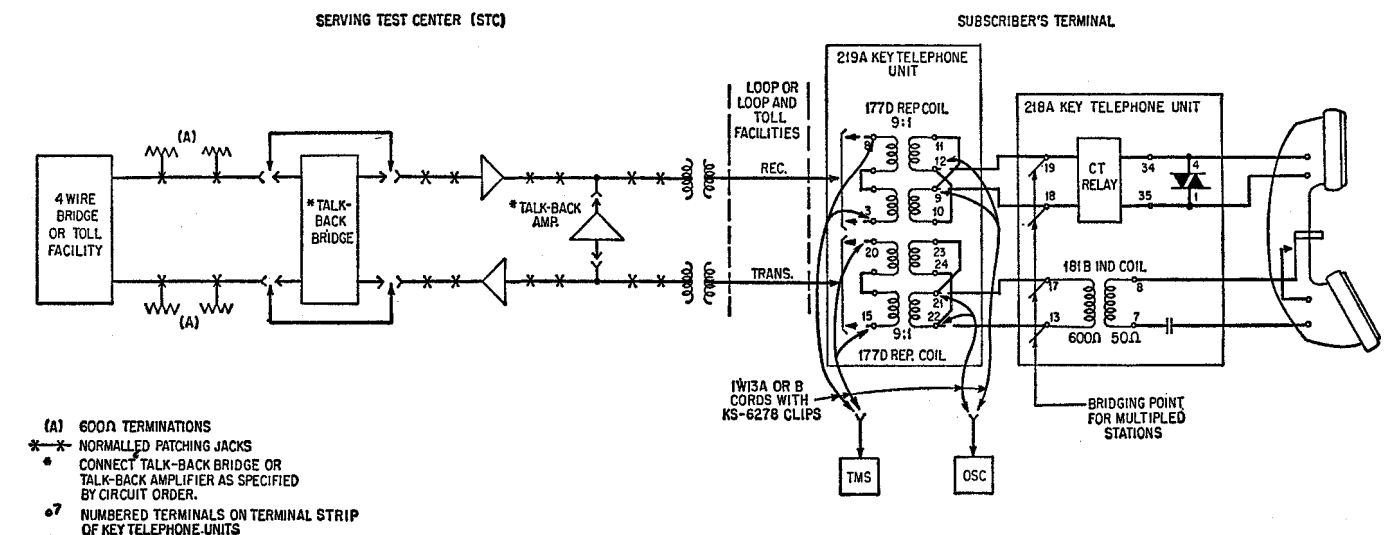 SERVING TEST CENTER (STC)
SUBSCRIBER'S TERMINAL
219A KEY TELEPHONE
UNIT
LOOP OR
LOOP AND
TOLL
FACILITIES
177D REP COIL
9:1
218A KEY TELEPHONE UNIT
(A)
8
11
12
4 WIRE
BRIDGE
OR TOLL
FACILITY
*TALK-
BACK
BRIDGE
*TALK-BACK
AMP.
REC.
19
CT
RELAY
34
4
3
9
10
18
35
1
20
23
24
TRANS.
181B IND COIL
21
17
8
(A)
15
22
9:1
13
600Ω 50Ω
7
177D REP. COIL
1W13A OR B
CORDS WITH
KS-6278 CLIPS
BRIDGING POINT
FOR MULTIPLED
STATIONS
TMS
OSC
(A) 600Ω TERMINATIONS
NORMALLED PATCHING JACKS
* CONNECT TALK-BACK BRIDGE OR
TALK-BACK AMPLIFIER AS SPECIFIED
BY CIRCUIT ORDER.
7 NUMBERED TERMINALS ON TERMINAL STRIP
OF KEY TELEPHONE UNITS